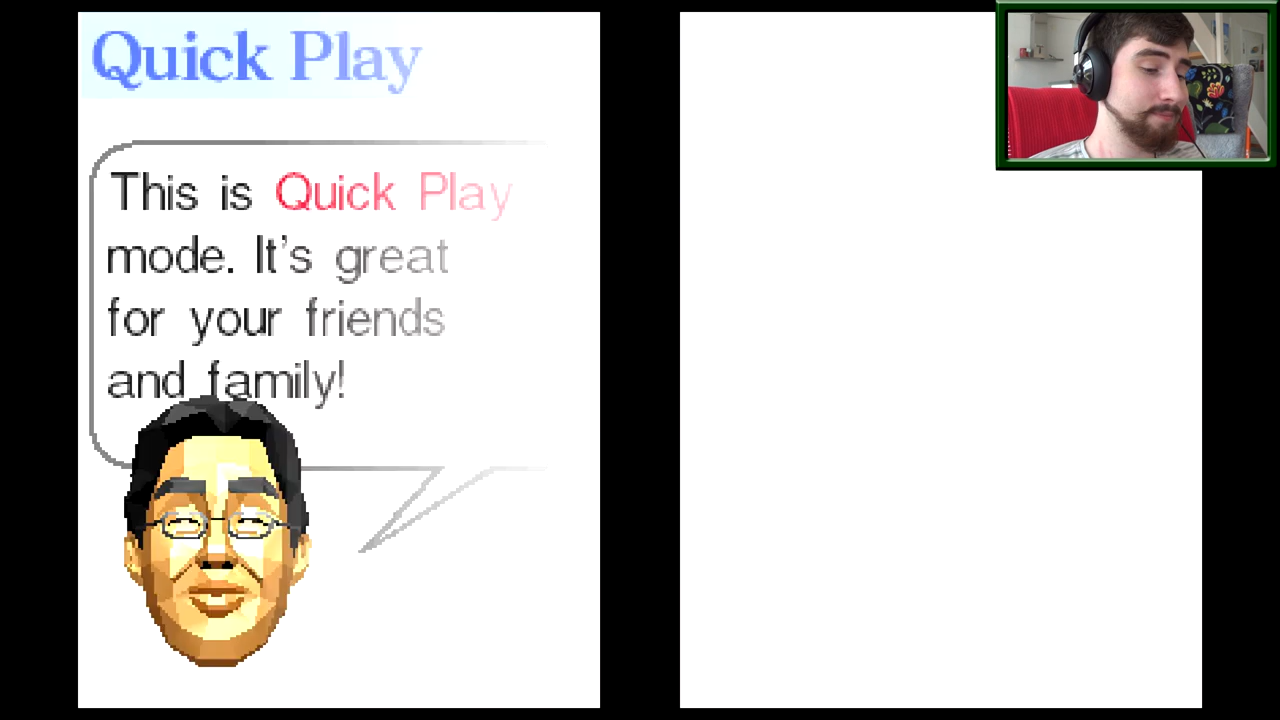 Quick Play
This is Quick Play
mode. It's great
for your friends
and family!